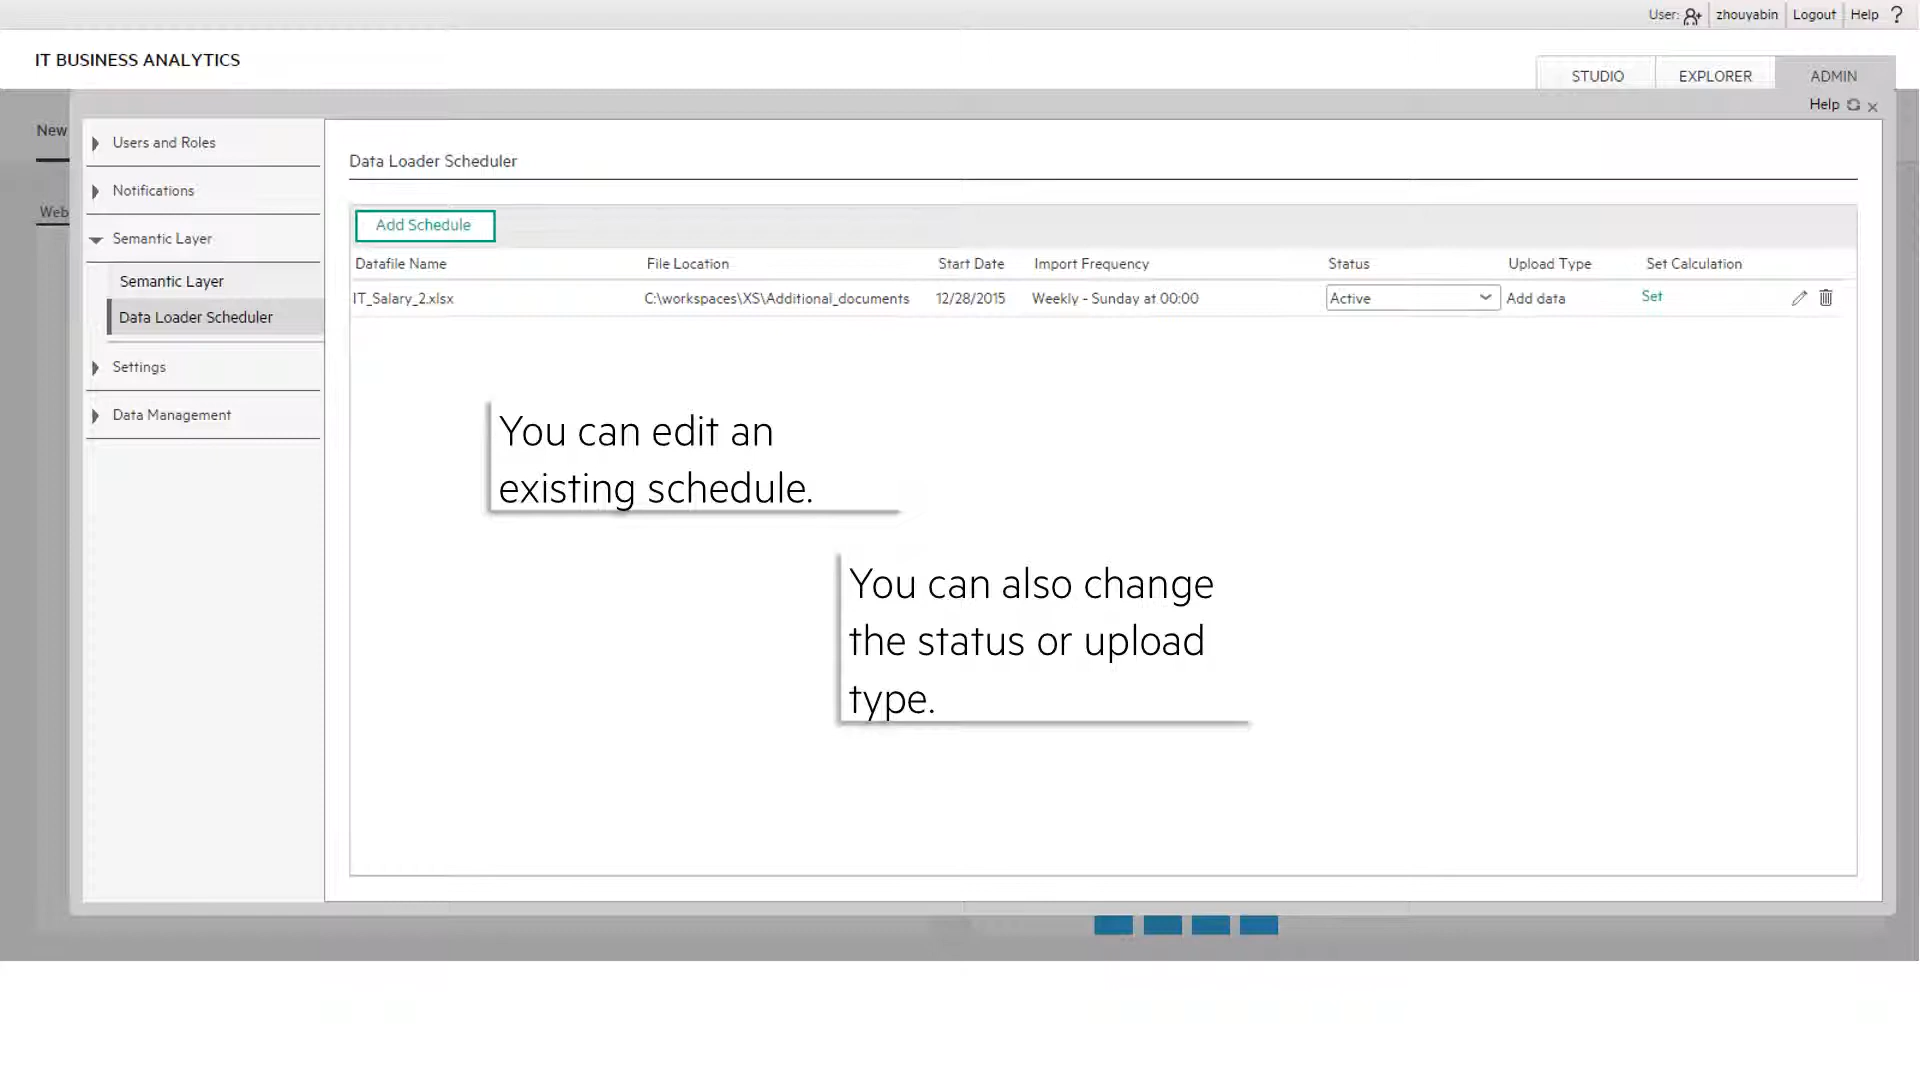 User: zhouyabin Logout Help ?
IT BUSINESS ANALYTICS
STUDIO EXPLORER ADMIN
Help
New
Users and Roles
Data Loader Scheduler
Notifications
Web
Add Schedule
Semantic Layer
Datafile Name File Location Start Date Import Frequency Status Upload Type Set Calculation
Semantic Layer
IT_Salary_2.xlsx C:\workspaces\XS\Additional_documents 12/28/2015 Weekly - Sunday at 00:00 Active Add data Set
Data Loader Scheduler
Settings
Data Management
You can edit an
existing schedule.
You can also change
the status or upload
type.